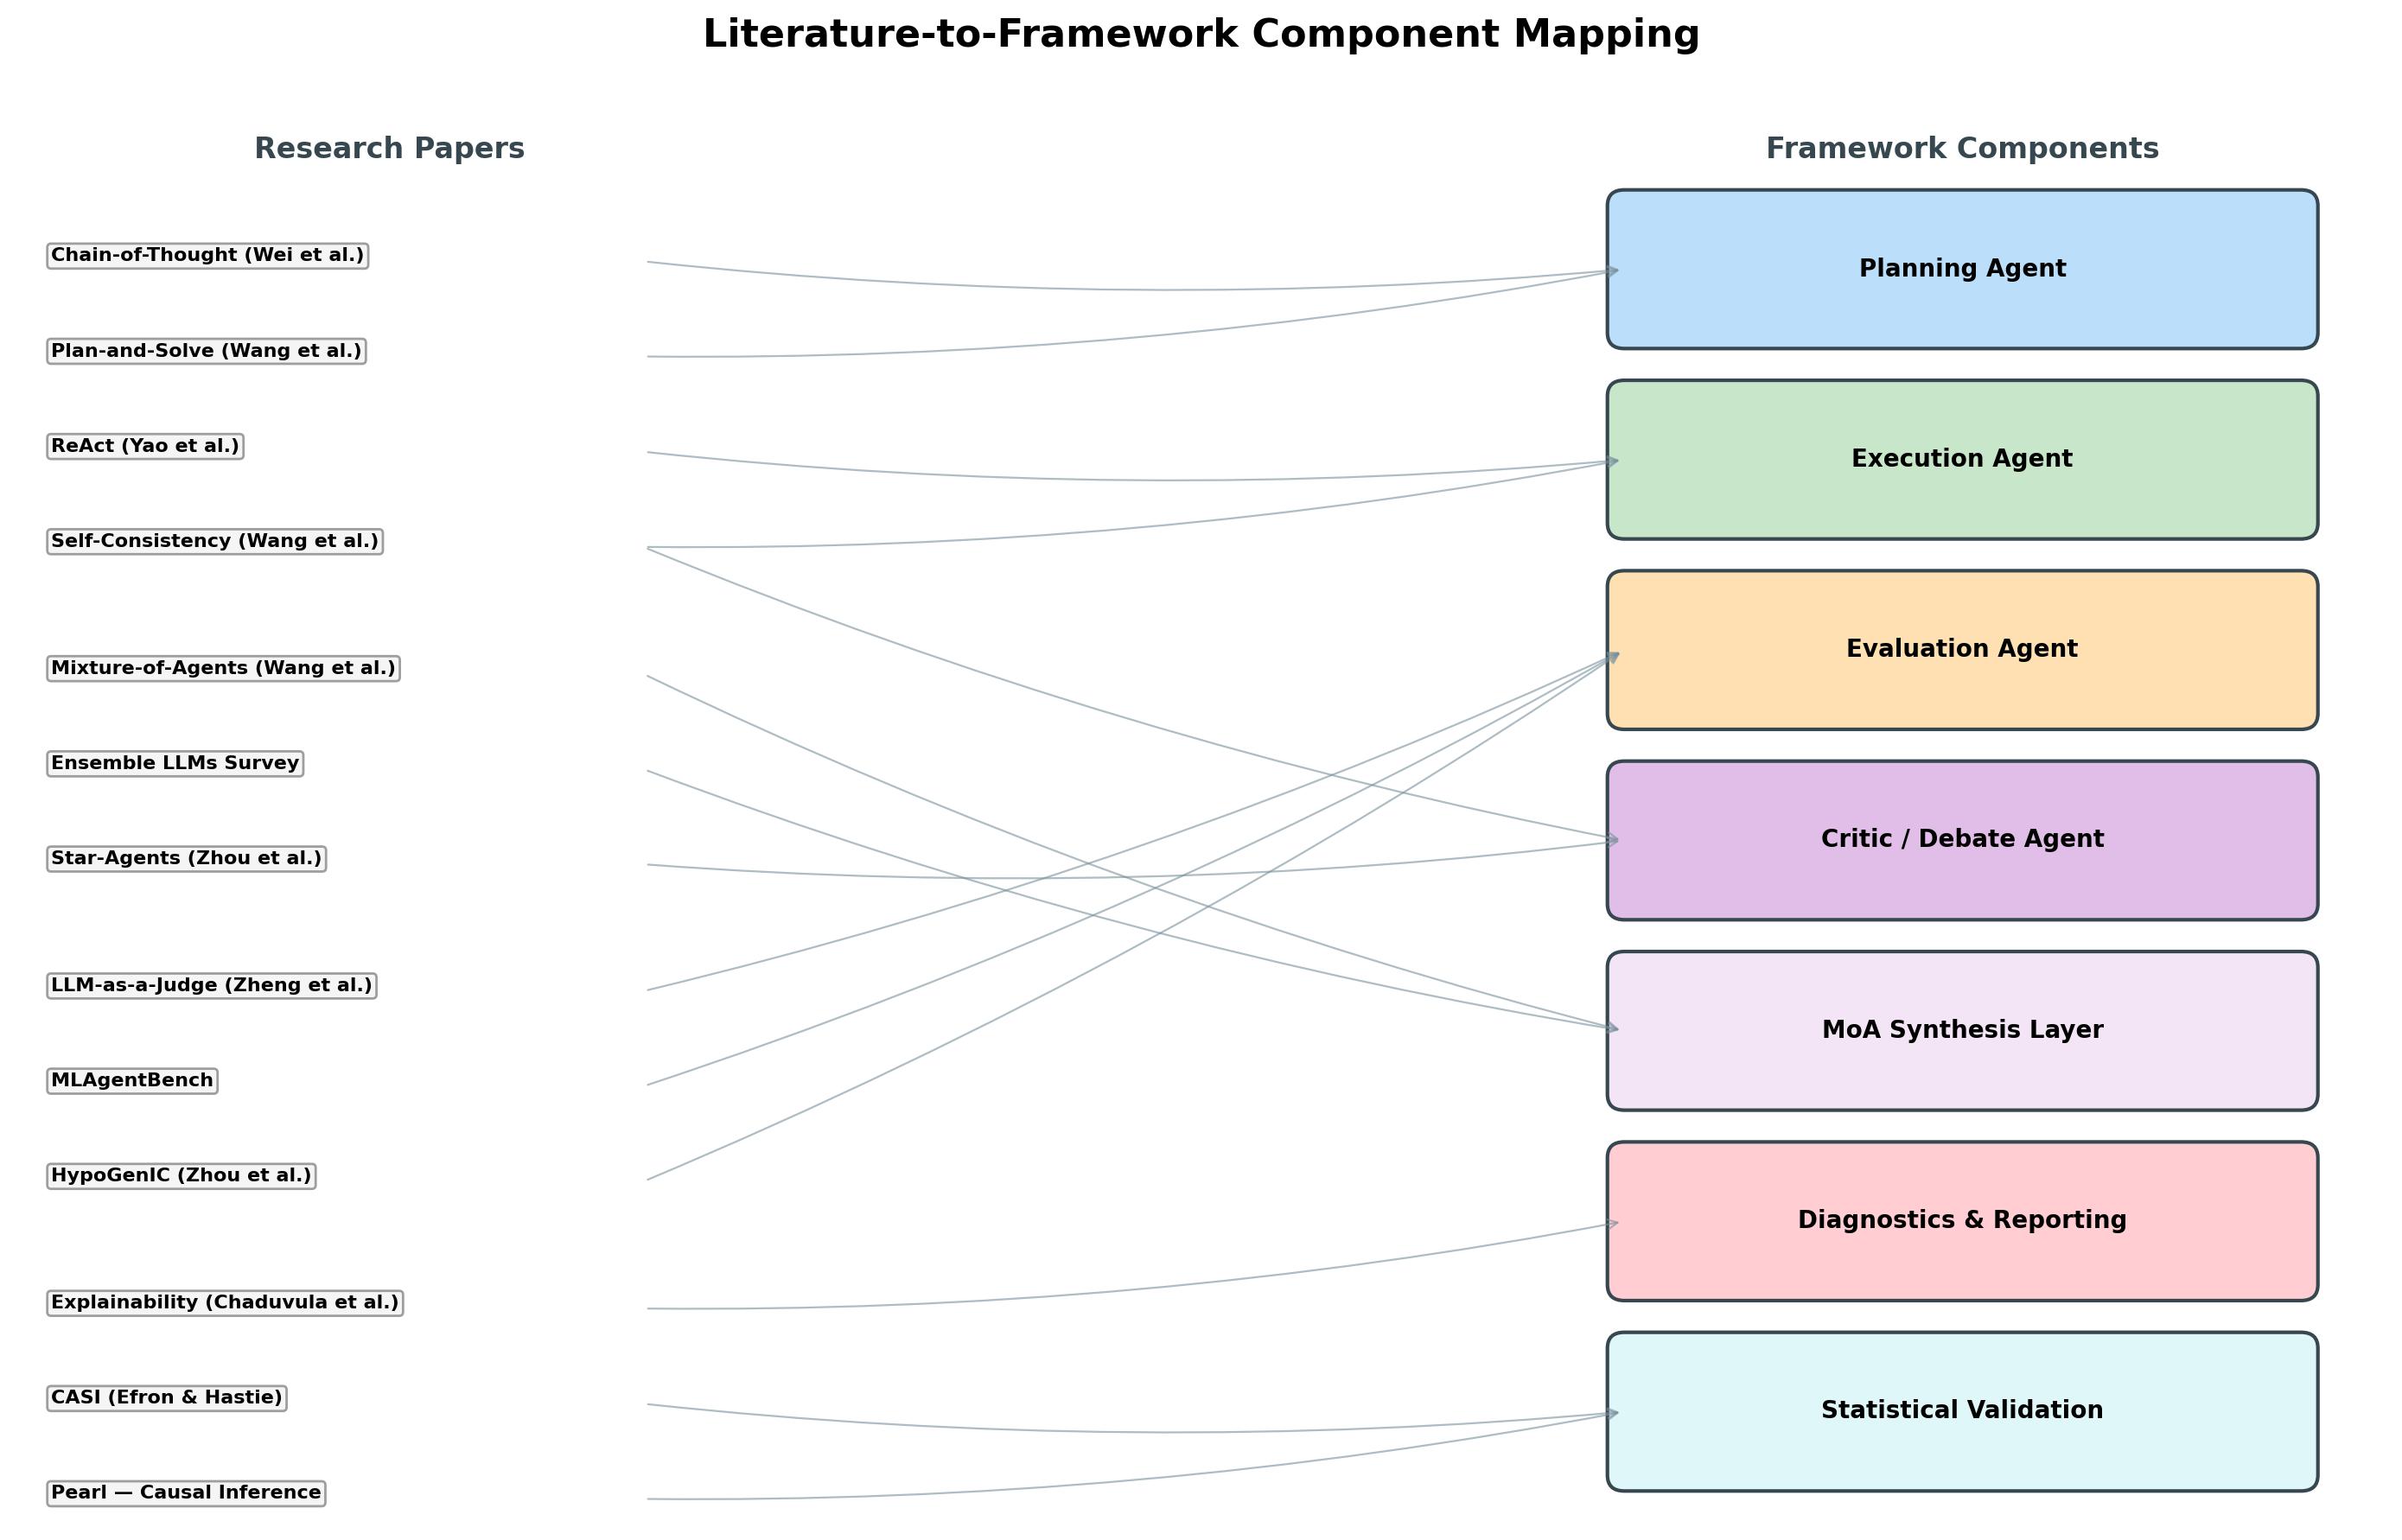 Literature-to-Framework Component Mapping
Research Papers
Chain-of-Thought (Wei et al.)
Plan-and-Solve (Wang et al.)
ReAct (Yao et al.)
Self-Consistency (Wang et al.)
Mixture-of-Agents (Wang et al.)
Ensemble LLMs Survey
Star-Agents (Zhou et al.)
LLM-as-a-Judge (Zheng et al.)
MLAgentBench
HypoGenIC (Zhou et al.)
Explainability (Chaduvula et al.)
CASI (Efron & Hastie)
Pearl — Causal Inference
Framework Components
Planning Agent
Execution Agent
Evaluation Agent
Critic / Debate Agent
MoA Synthesis Layer
Diagnostics & Reporting
Statistical Validation